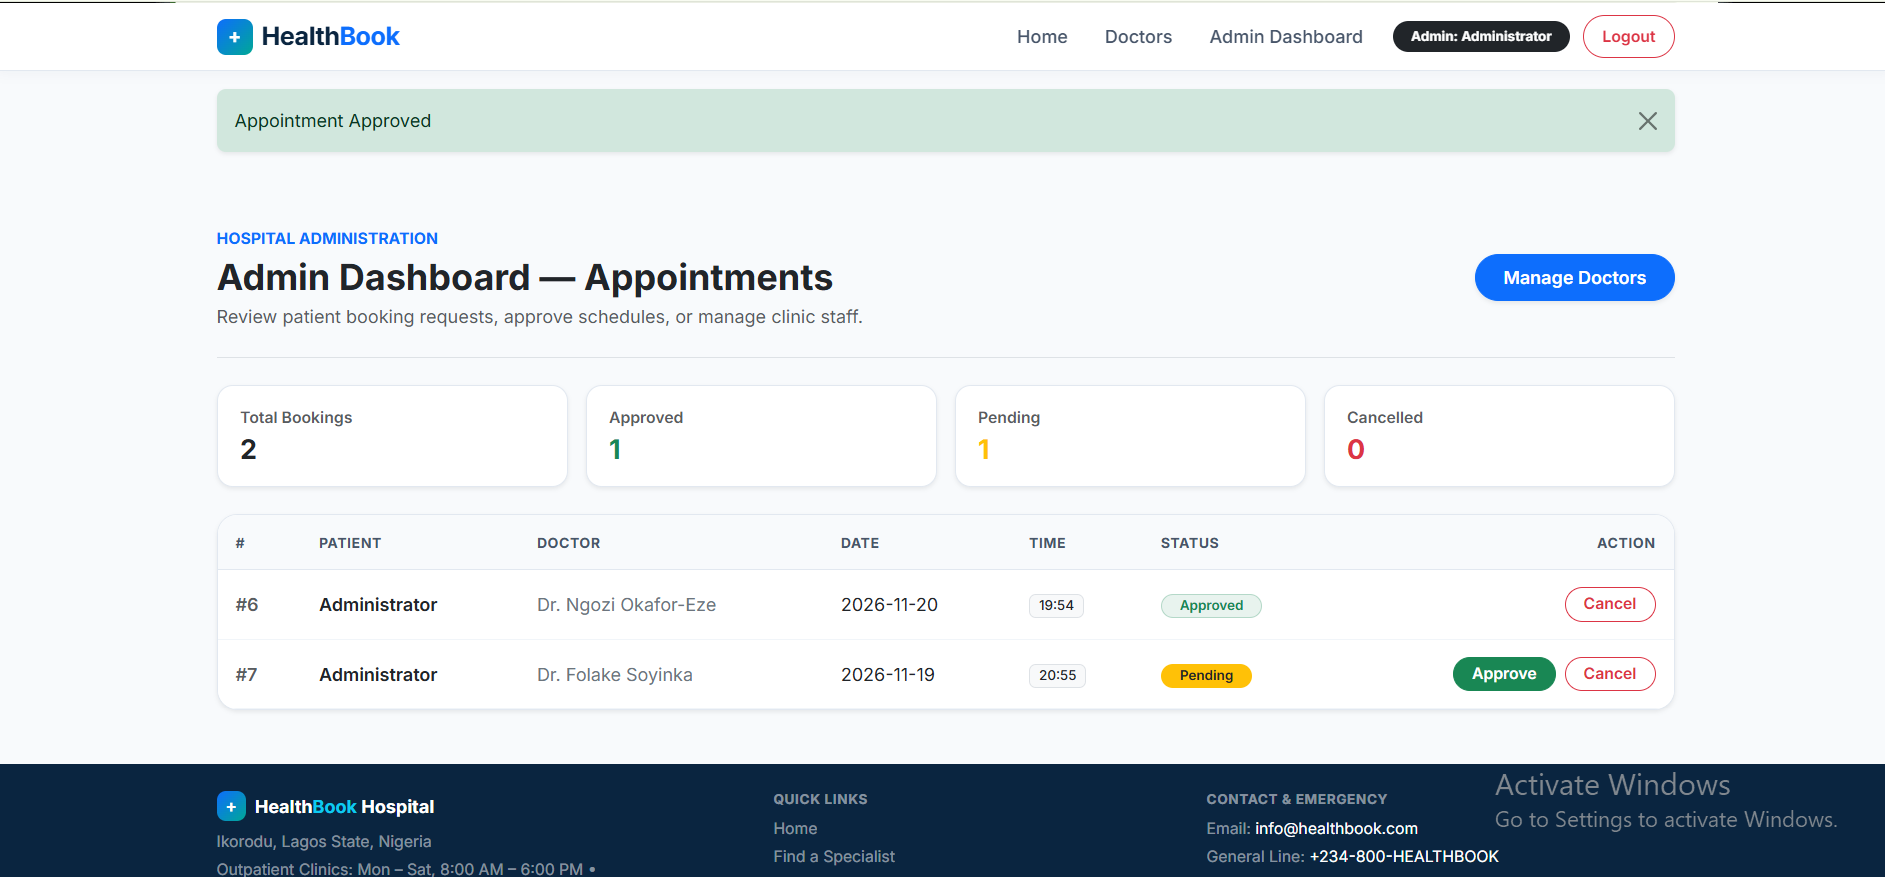 + HealthBook Home Doctors Admin Dashboard Admin: Administrator Logout
Appointment Approved
HOSPITAL ADMINISTRATION
Admin Dashboard — Appointments
Manage Doctors
Review patient booking requests, approve schedules, or manage clinic staff.
Total Bookings Approved Pending Cancelled
2 1 1 0
# PATIENT DOCTOR DATE TIME STATUS ACTION
#6 Administrator Dr. Ngozi Okafor-Eze 2026-11-20 19:54 Approved Cancel
#7 Administrator Dr. Folake Soyinka 2026-11-19 20:55 Pending Approve Cancel
+ HealthBook Hospital
Ikorodu, Lagos State, Nigeria
Outpatient Clinics: Mon – Sat, 8:00 AM – 6:00 PM •
QUICK LINKS
Home
Find a Specialist
CONTACT & EMERGENCY
Email: info@healthbook.com
General Line: +234-800-HEALTHBOOK
Activate Windows
Go to Settings to activate Windows.